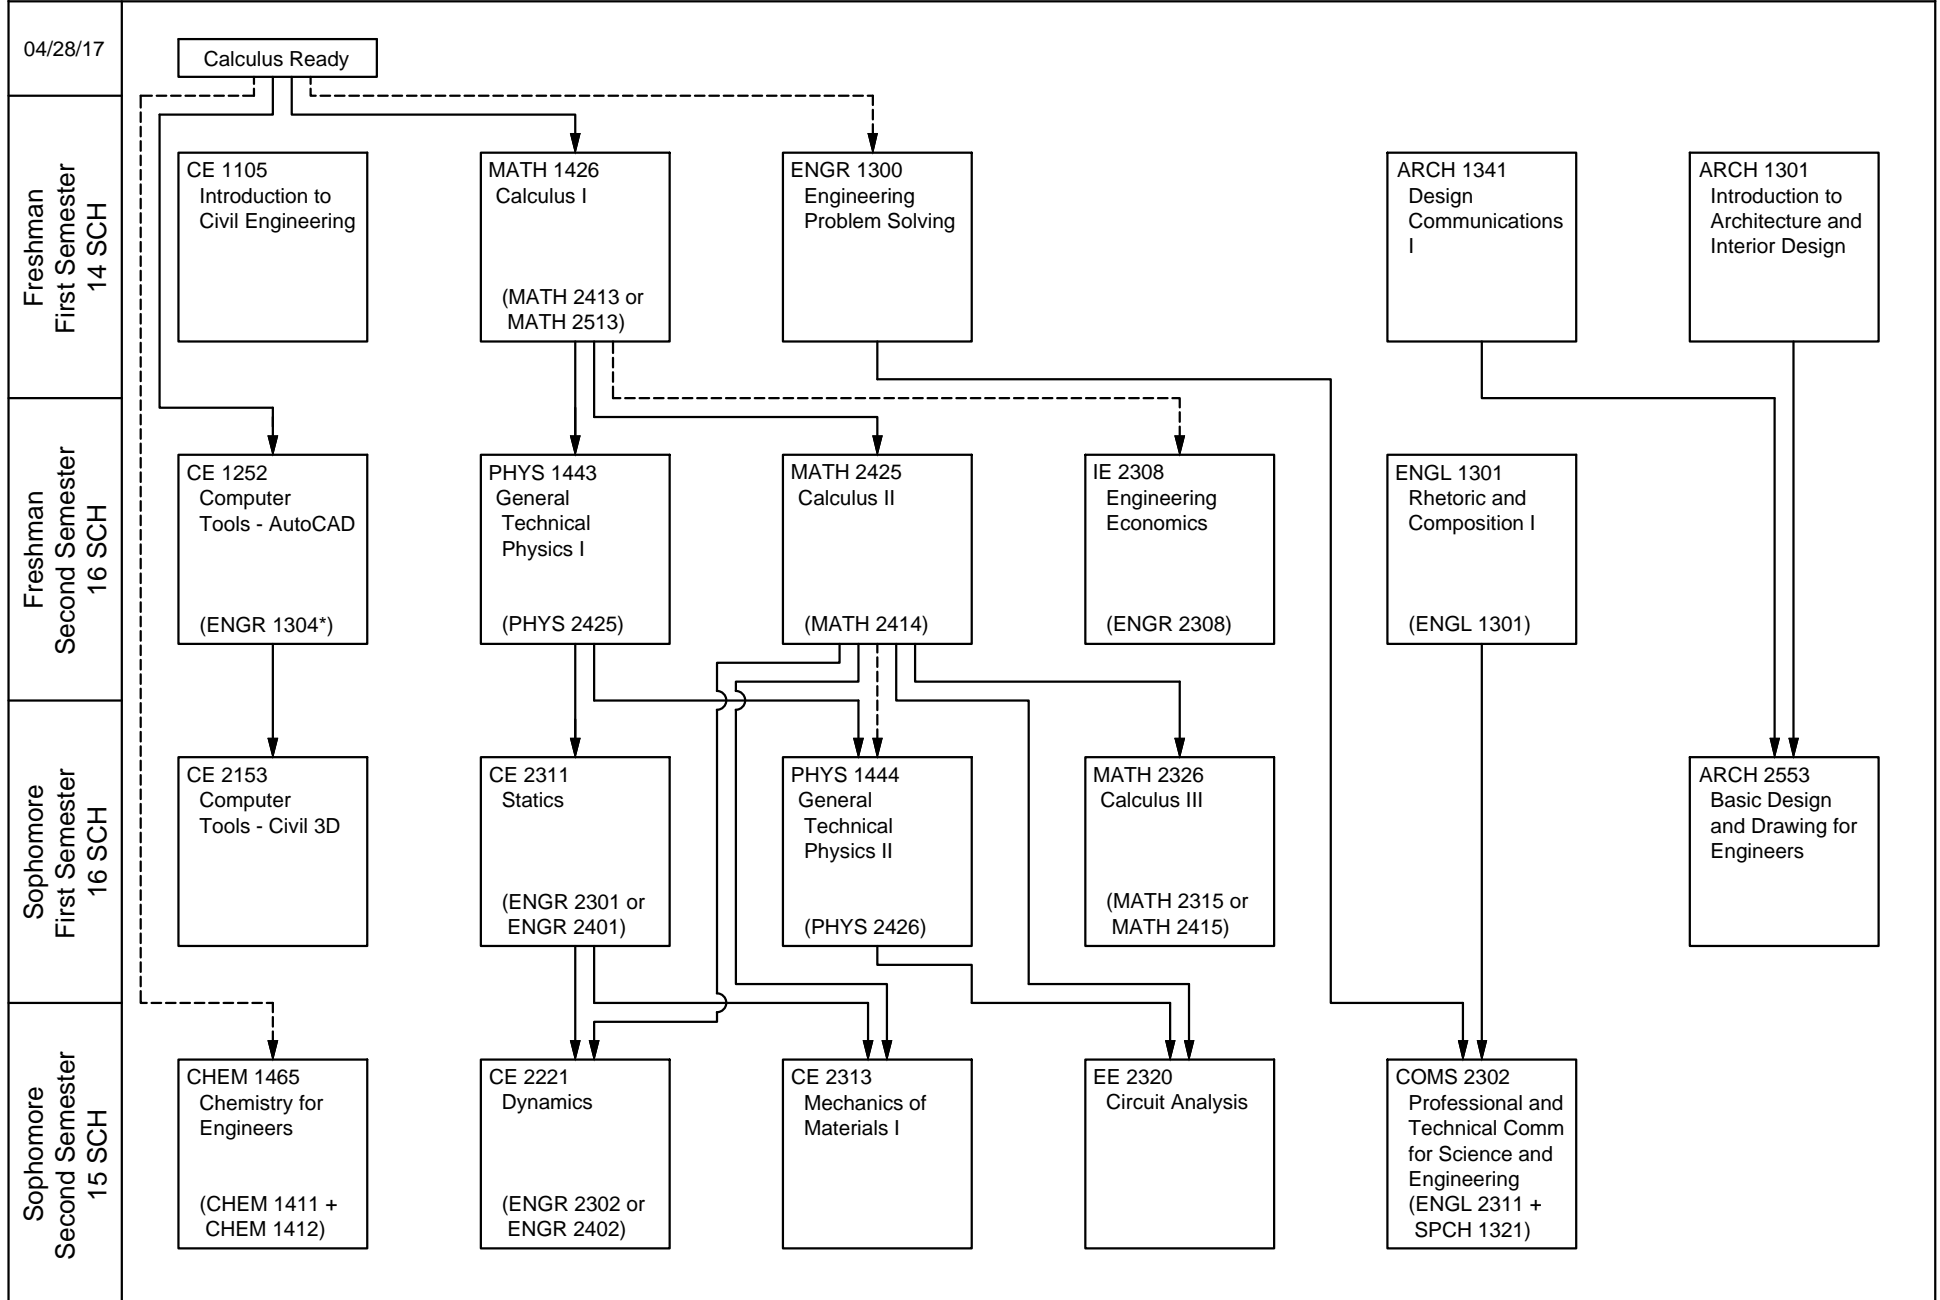 04/28/17
Calculus Ready
Freshman
First Semester
14 SCH
CE 1105
Introduction to
Civil Engineering
MATH 1426
Calculus I
(MATH 2413 or
MATH 2513)
ENGR 1300
Engineering
Problem Solving
ARCH 1341
Design
Communications
I
ARCH 1301
Introduction to
Architecture and
Interior Design
Freshman
Second Semester
16 SCH
CE 1252
Computer
Tools - AutoCAD
(ENGR 1304*)
PHYS 1443
General
Technical
Physics I
(PHYS 2425)
MATH 2425
Calculus II
(MATH 2414)
IE 2308
Engineering
Economics
(ENGR 2308)
ENGL 1301
Rhetoric and
Composition I
(ENGL 1301)
Sophomore
First Semester
16 SCH
CE 2153
Computer
Tools - Civil 3D
CE 2311
Statics
(ENGR 2301 or
ENGR 2401)
PHYS 1444
General
Technical
Physics II
(PHYS 2426)
MATH 2326
Calculus III
(MATH 2315 or
MATH 2415)
ARCH 2553
Basic Design
and Drawing for
Engineers
Sophomore
Second Semester
15 SCH
CHEM 1465
Chemistry for
Engineers
(CHEM 1411 +
CHEM 1412)
CE 2221
Dynamics
(ENGR 2302 or
ENGR 2402)
CE 2313
Mechanics of
Materials I
EE 2320
Circuit Analysis
COMS 2302
Professional and
Technical Comm
for Science and
Engineering
(ENGL 2311 +
SPCH 1321)